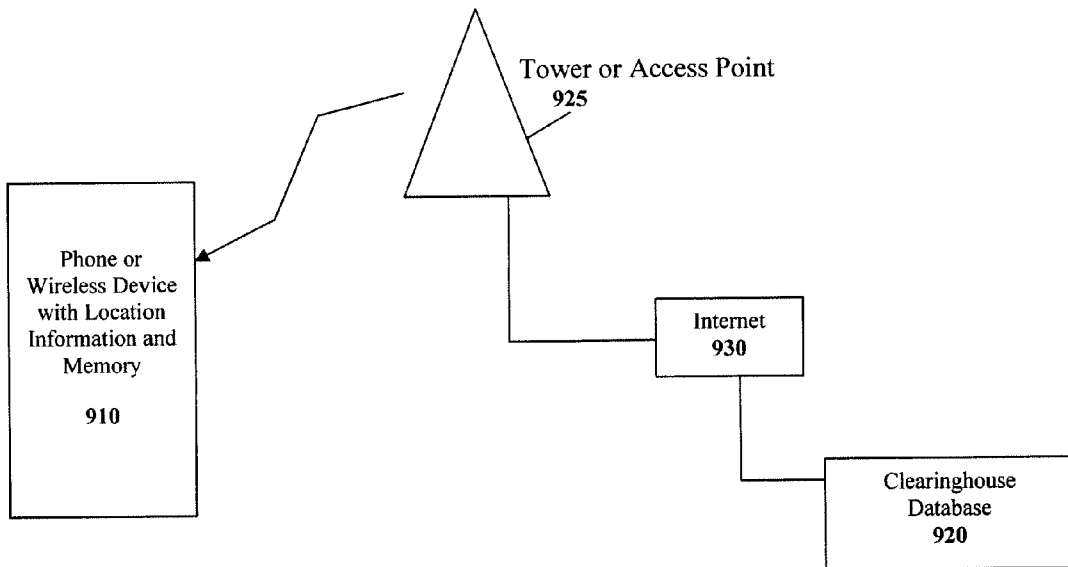 Tower or Access Point
925
Phone or
Wireless Device
with Location
Information and
Memory
910
Internet
930
Clearinghouse
Database
920